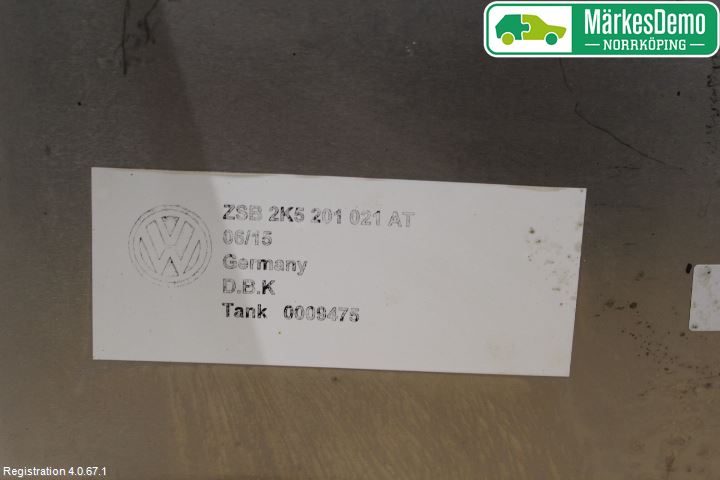 MärkesDemo
NORRKÖPING
ZSB 2K5 201 021 AT
06/15
Germany
D.B.K
Tank 0009475
Registration 4.0.67.1